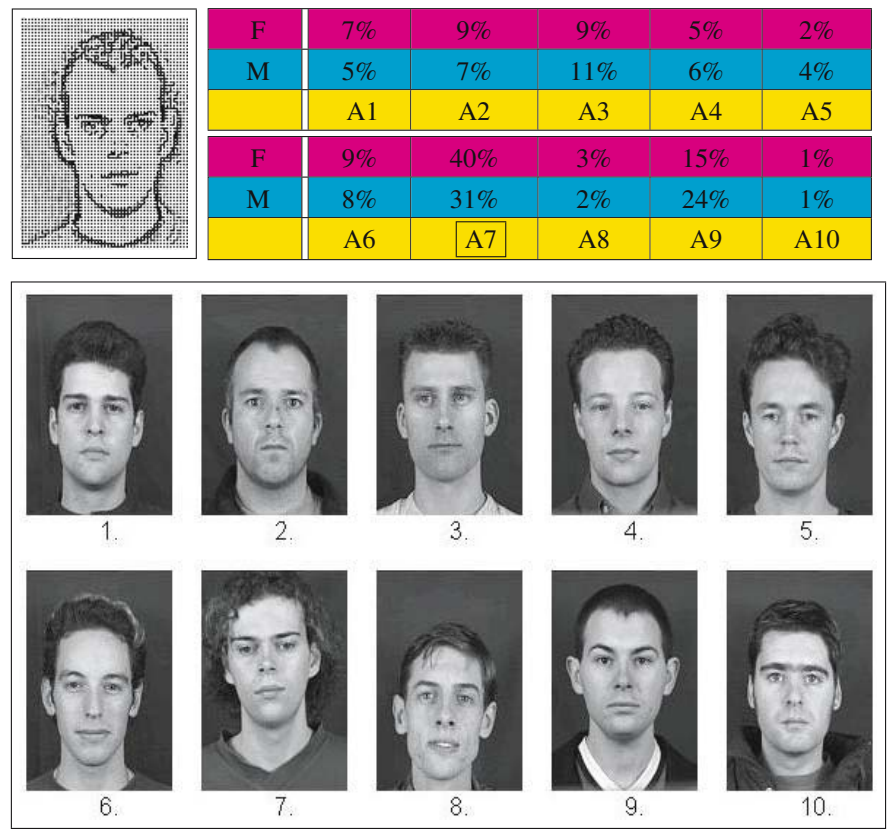 F 7% 9% 9% 5% 2%
M 5% 7% 11% 6% 4%
A1 A2 A3 A4 A5
F 9% 40% 3% 15% 1%
M 8% 31% 2% 24% 1%
A6 A7 A8 A9 A10
1. 2. 3. 4. 5.
6. 7. 8. 9. 10.